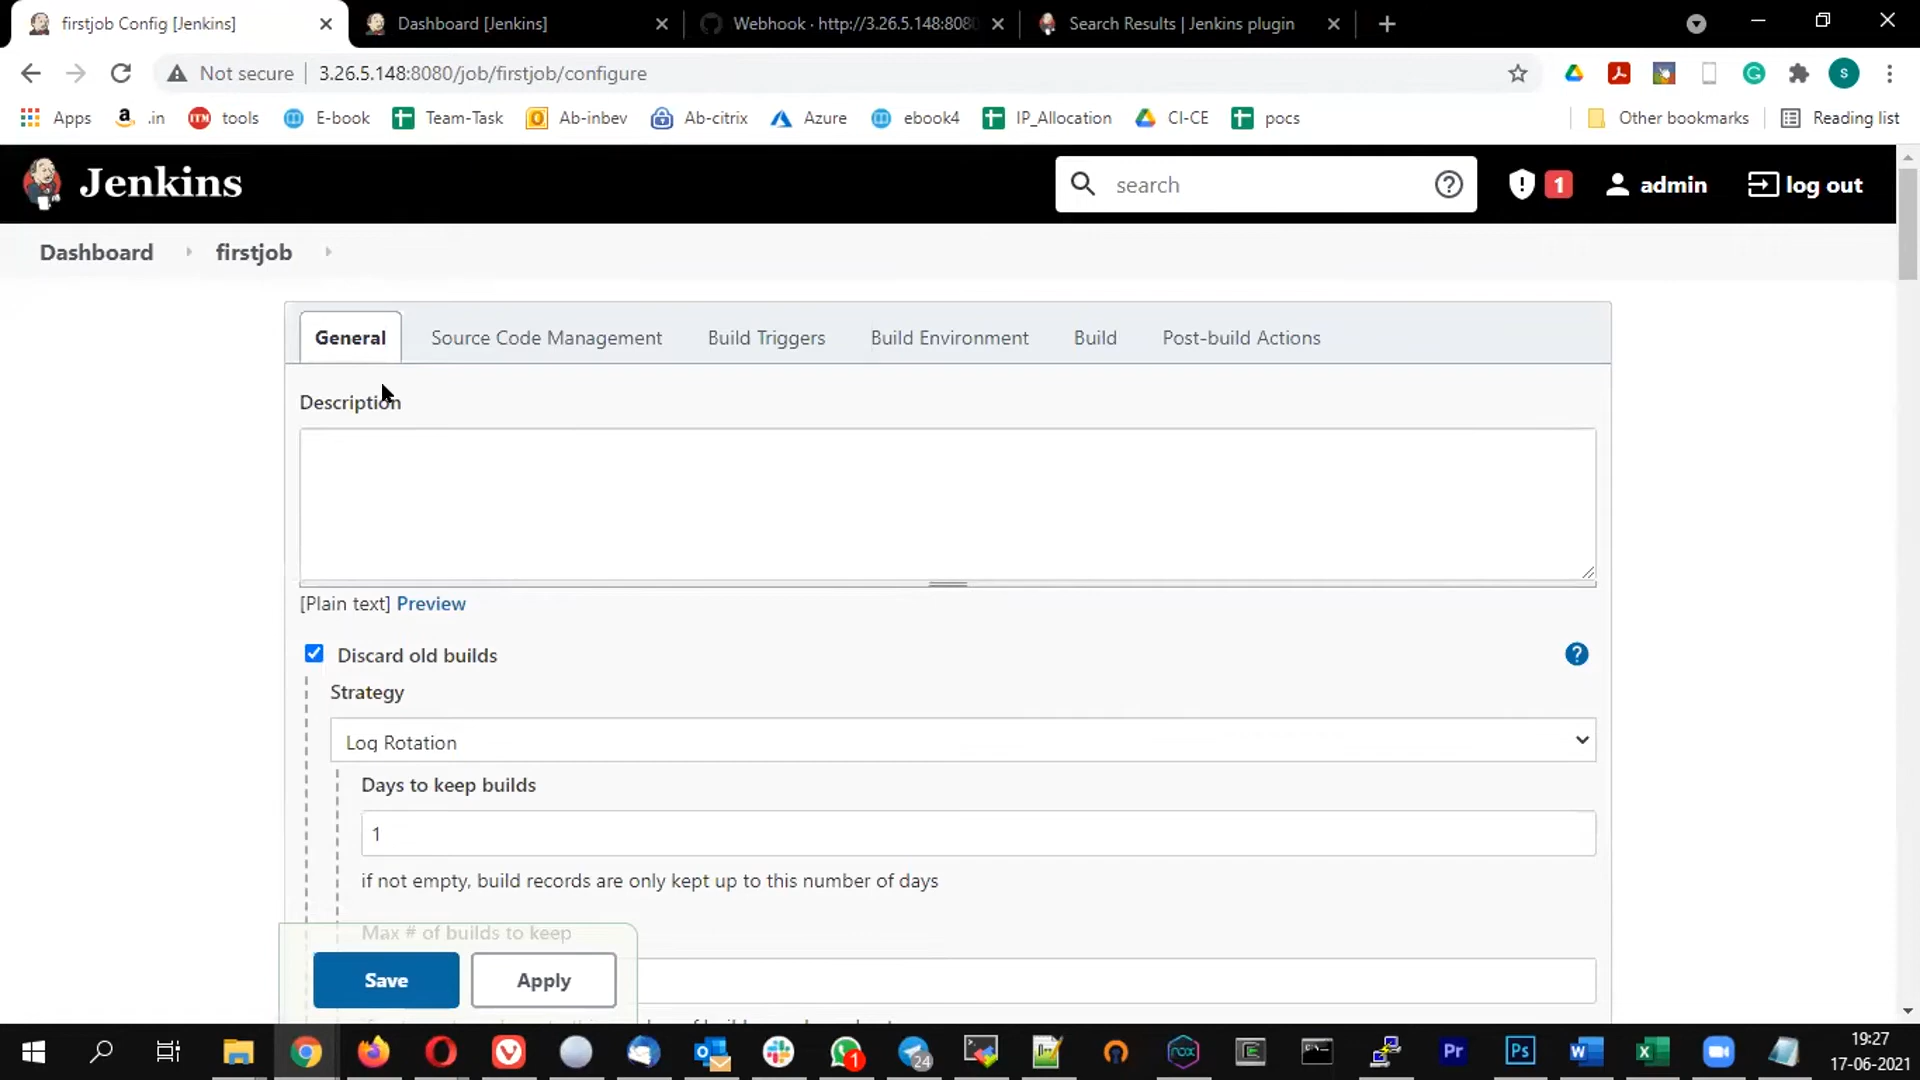 firstjob Config [Jenkins]
Dashboard [Jenkins]
Webhook · http://3.26.5.148:808
Search Results | Jenkins plugin
Not secure
3.26.5.148:8080/job/firstjob/configure
S
Apps
.in
tools
E-book
Team-Task
Ab-inbev
Ab-citrix
Azure
ebook4
IP_Allocation
CI-CE
pocs
Other bookmarks
Reading list
Jenkins
search
1
admin
log out
Dashboard
firstjob
General
Source Code Management
Build Triggers
Build Environment
Build
Post-build Actions
Description
[Plain text] Preview
Discard old builds
?
Strategy
Log Rotation
Days to keep builds
1
if not empty, build records are only kept up to this number of days
Max # of builds to keep
Save
Apply
1
24
nox
Pr
Ps
19:27
17-06-2021